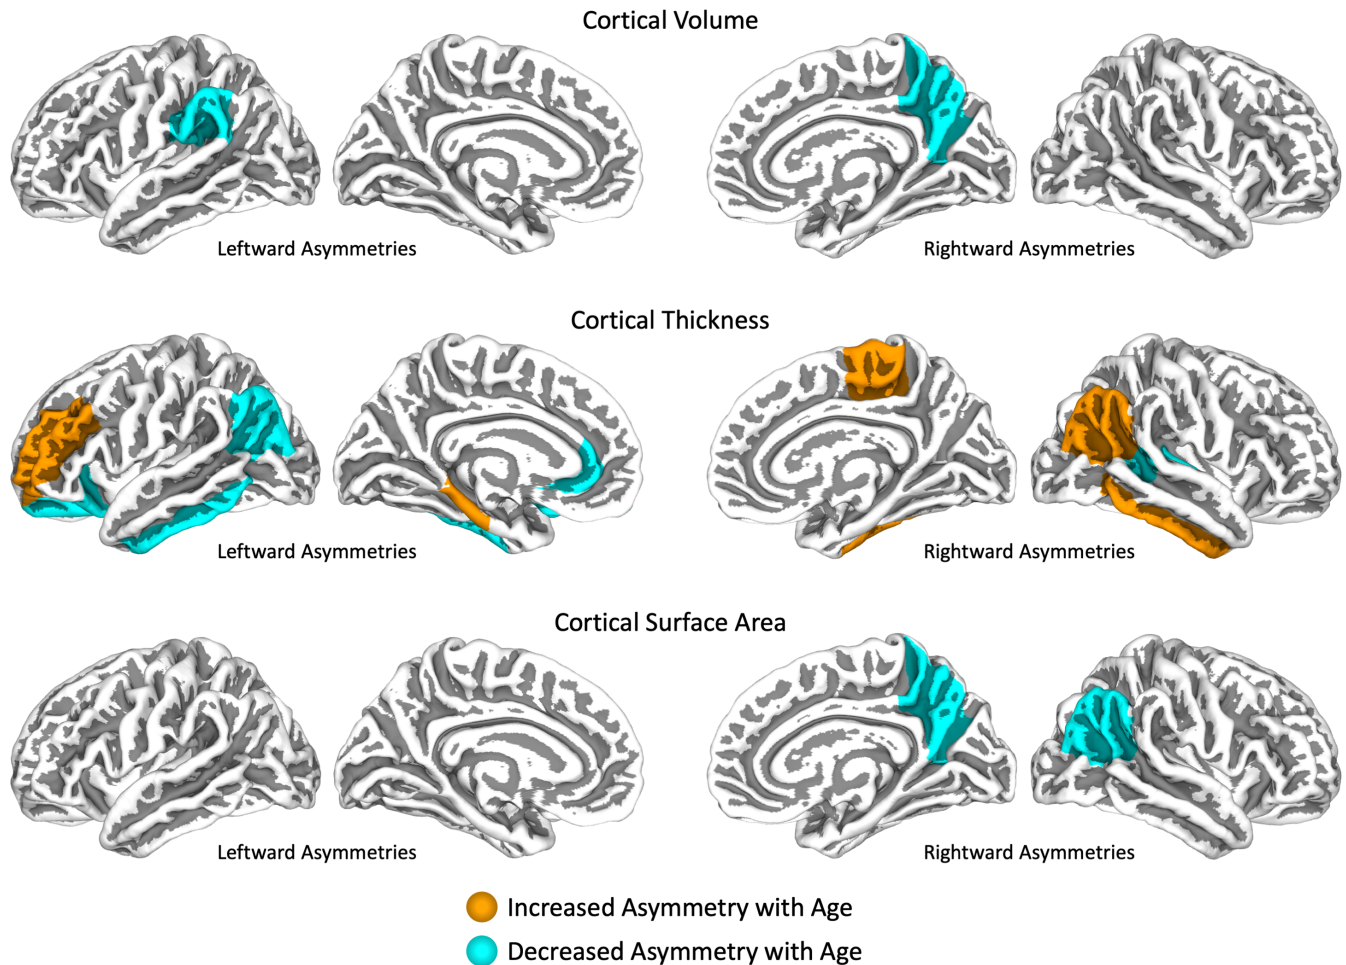 Cortical Volume
Leftward Asymmetries
Rightward Asymmetries
Cortical Thickness
Leftward Asymmetries
Rightward Asymmetries
Cortical Surface Area
Leftward Asymmetries
Rightward Asymmetries
Increased Asymmetry with Age
Decreased Asymmetry with Age